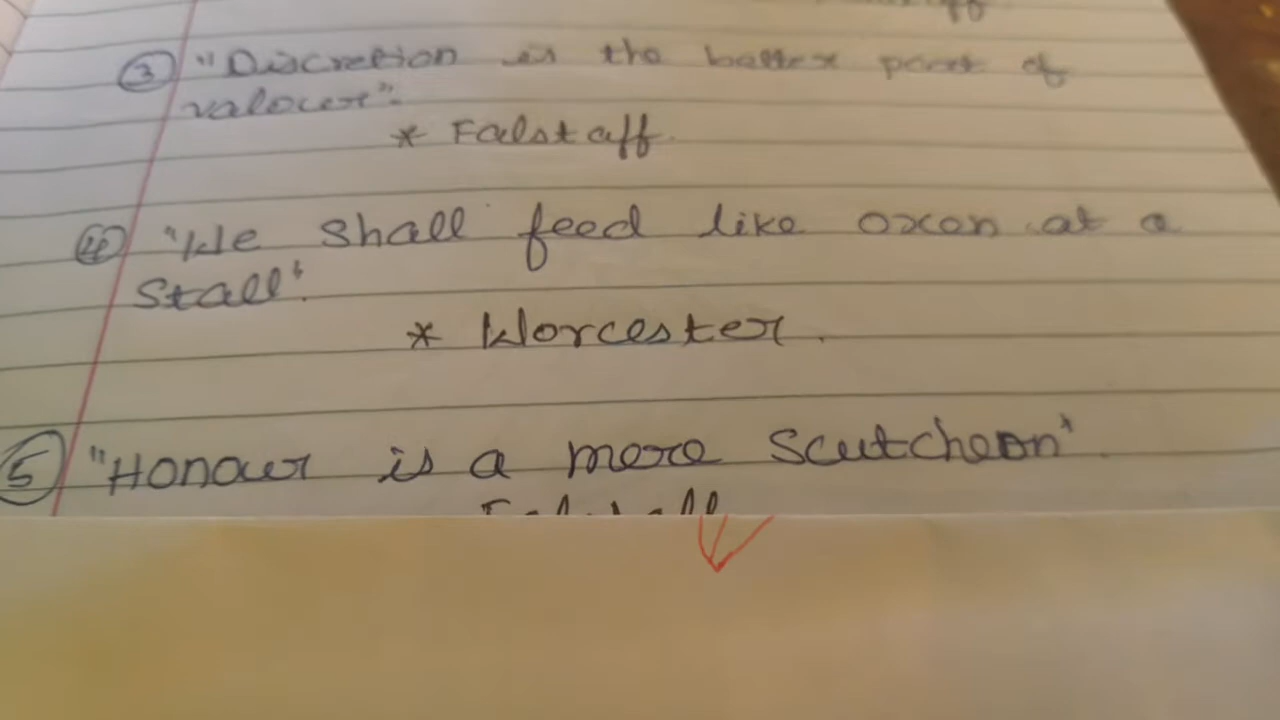 ③ "Discretion is the better part of
valour".
* Falstaff.
④ "We shall feed like oxen at a
Stall".
* Worcester.
⑤ "Honour is a mere Scutcheon".